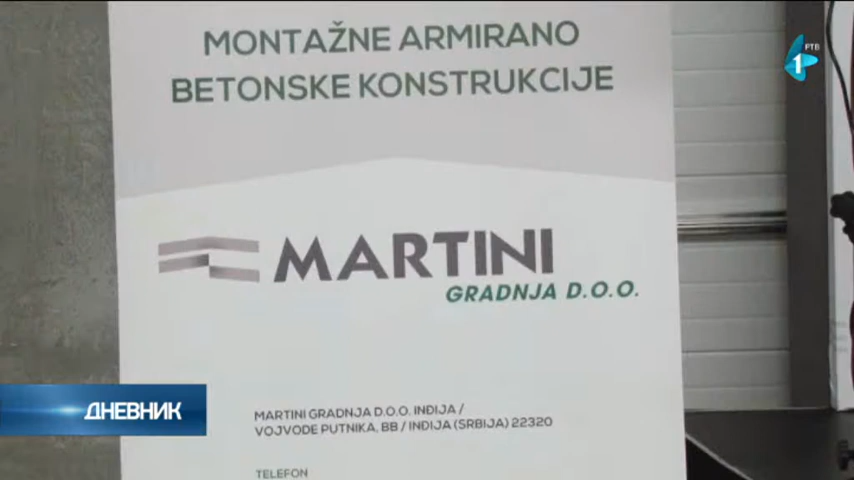 MONTAŽNE ARMIRANO
BETONSKE KONSTRUKCIJE
РТВ
1
MARTINI
GRADNJA D.O.O.
ДНЕВНИК
MARTINI GRADNJA D.O.O. INĐIJA /
VOJVODE PUTNIKA, BB / INĐIJA (SRBIJA) 22320
TELEFON